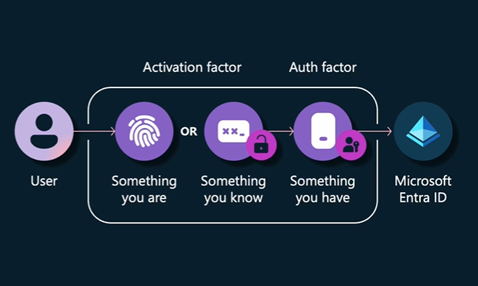 Activation factor
Auth factor
OR
**_
User
Something
you are
Something
you know
Something
you have
Microsoft
Entra ID